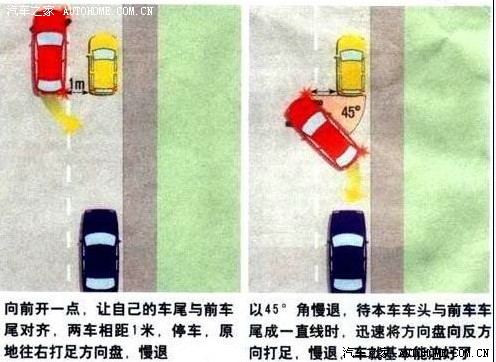 汽车之家 AUTOHOME.COM.CN
汽车之家 AUTOHOME.COM.CN
1m
45°
向前开一点，让自己的车尾与前车
尾对齐，两车相距1米，停车，原
地往右打足方向盘，慢退
以45°角慢退，待本车车头与前车车
尾成一直线时，迅速将方向盘向反方
向打足，慢退，车就基本能泊好了